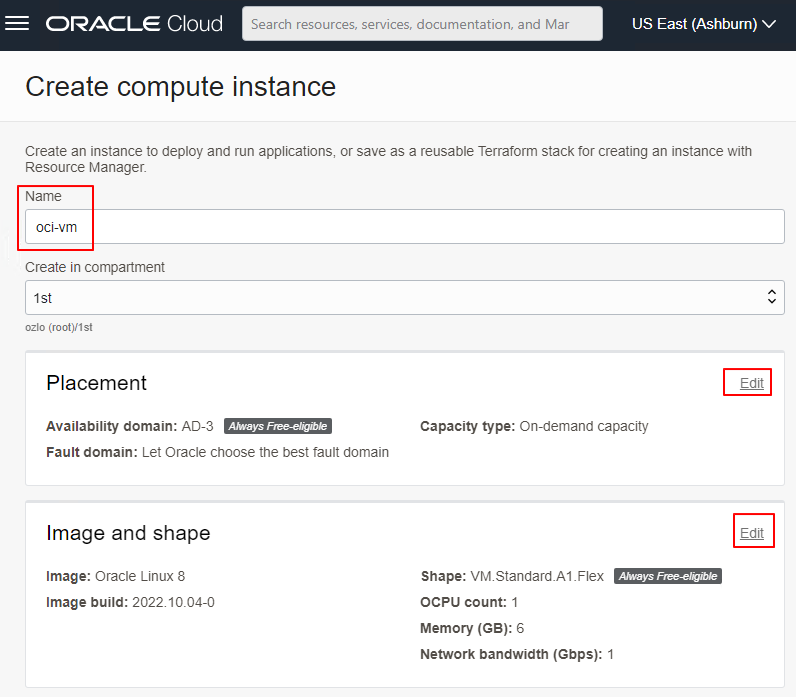 ORACLE Cloud
Search resources, services, documentation, and Mar
US East (Ashburn)
Create compute instance
Create an instance to deploy and run applications, or save as a reusable Terraform stack for creating an instance with
Resource Manager.
Name
oci-vm
Create in compartment
1st
ozlo (root)/1st
Placement
Edit
Availability domain: AD-3 Always Free-eligible
Capacity type: On-demand capacity
Fault domain: Let Oracle choose the best fault domain
Image and shape
Edit
Image: Oracle Linux 8
Image build: 2022.10.04-0
Shape: VM.Standard.A1.Flex Always Free-eligible
OCPU count: 1
Memory (GB): 6
Network bandwidth (Gbps): 1